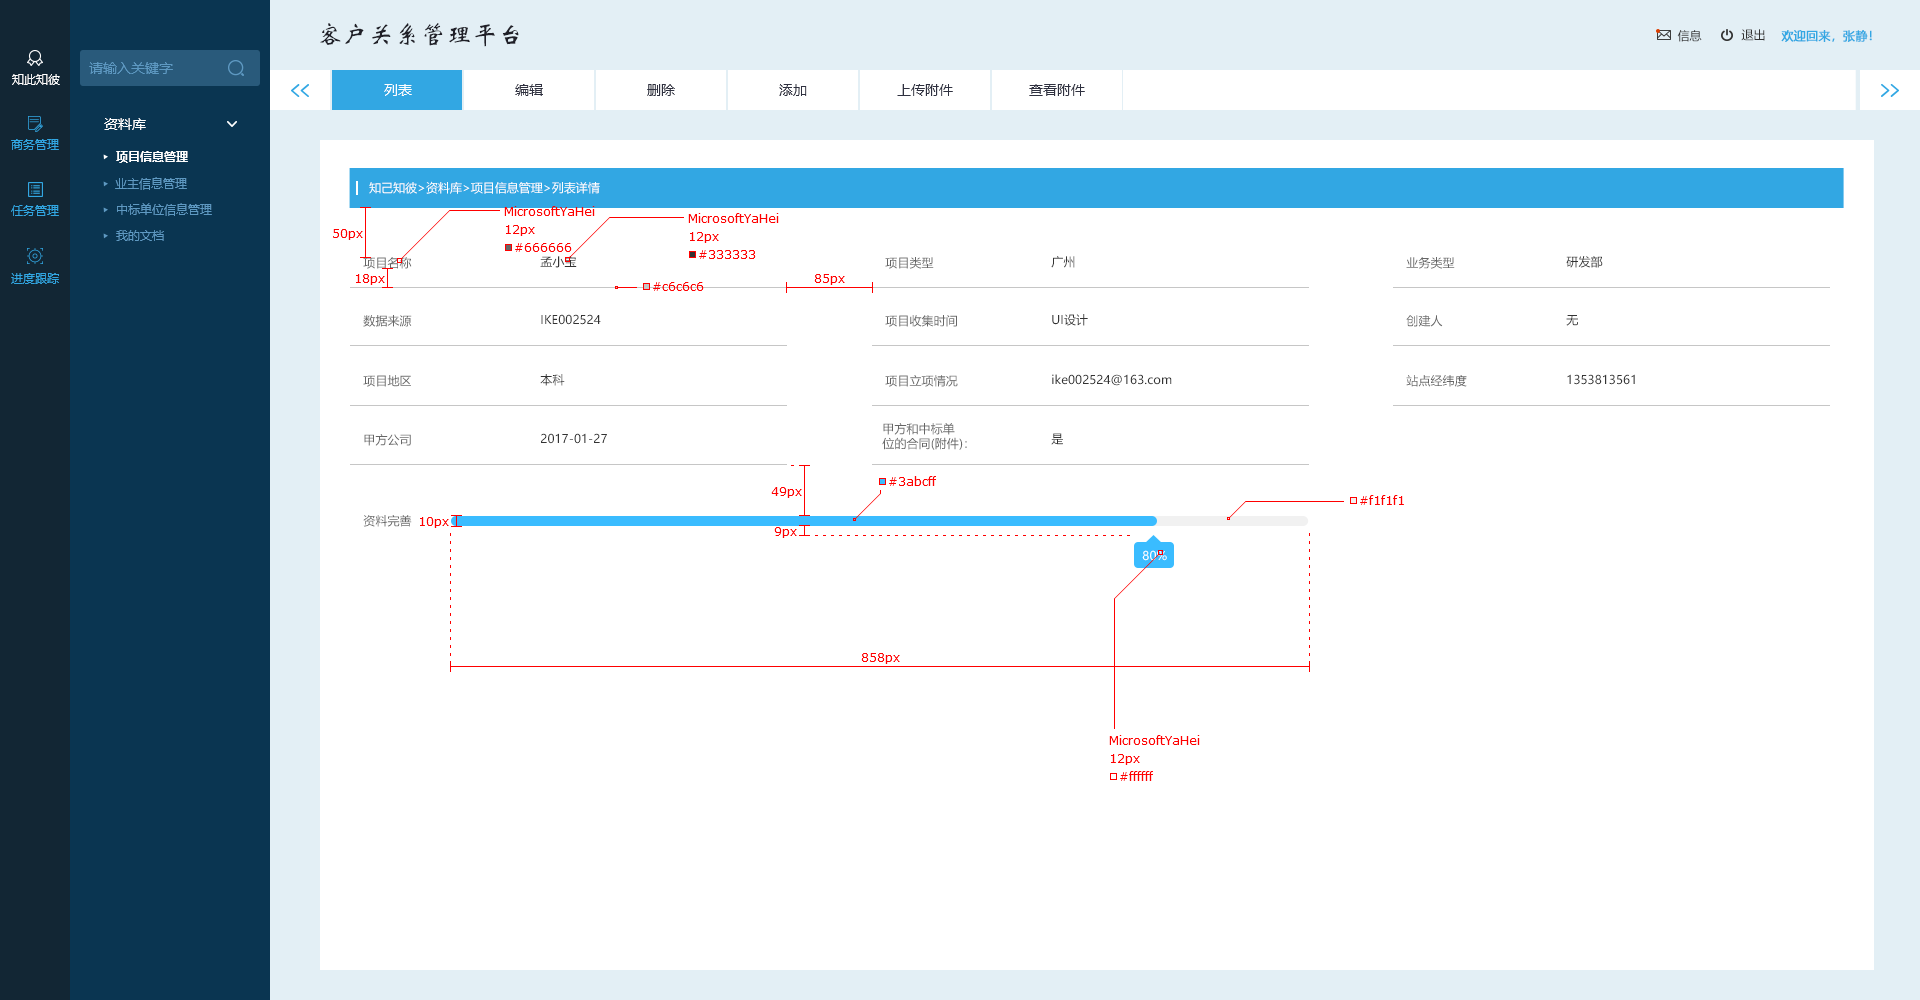 客户关系管理平台
信息
退出
欢迎回来，张静！
知此知彼
商务管理
任务管理
进度跟踪
请输入关键字
资料库
项目信息管理
业主信息管理
中标单位信息管理
我的文档
列表
编辑
删除
添加
上传附件
查看附件
知己知彼>资料库>项目信息管理>列表详情
MicrosoftYaHei
12px
#666666
MicrosoftYaHei
12px
#333333
50px
项目名称
孟小宝
项目类型
广州
业务类型
研发部
18px
#c6c6c6
85px
数据来源
IKE002524
项目收集时间
UI设计
创建人
无
项目地区
本科
项目立项情况
ike002524@163.com
站点经纬度
1353813561
甲方公司
2017-01-27
甲方和中标单
位的合同(附件):
是
49px
#3abcff
#f1f1f1
资料完善
10px
9px
80%
858px
MicrosoftYaHei
12px
#ffffff